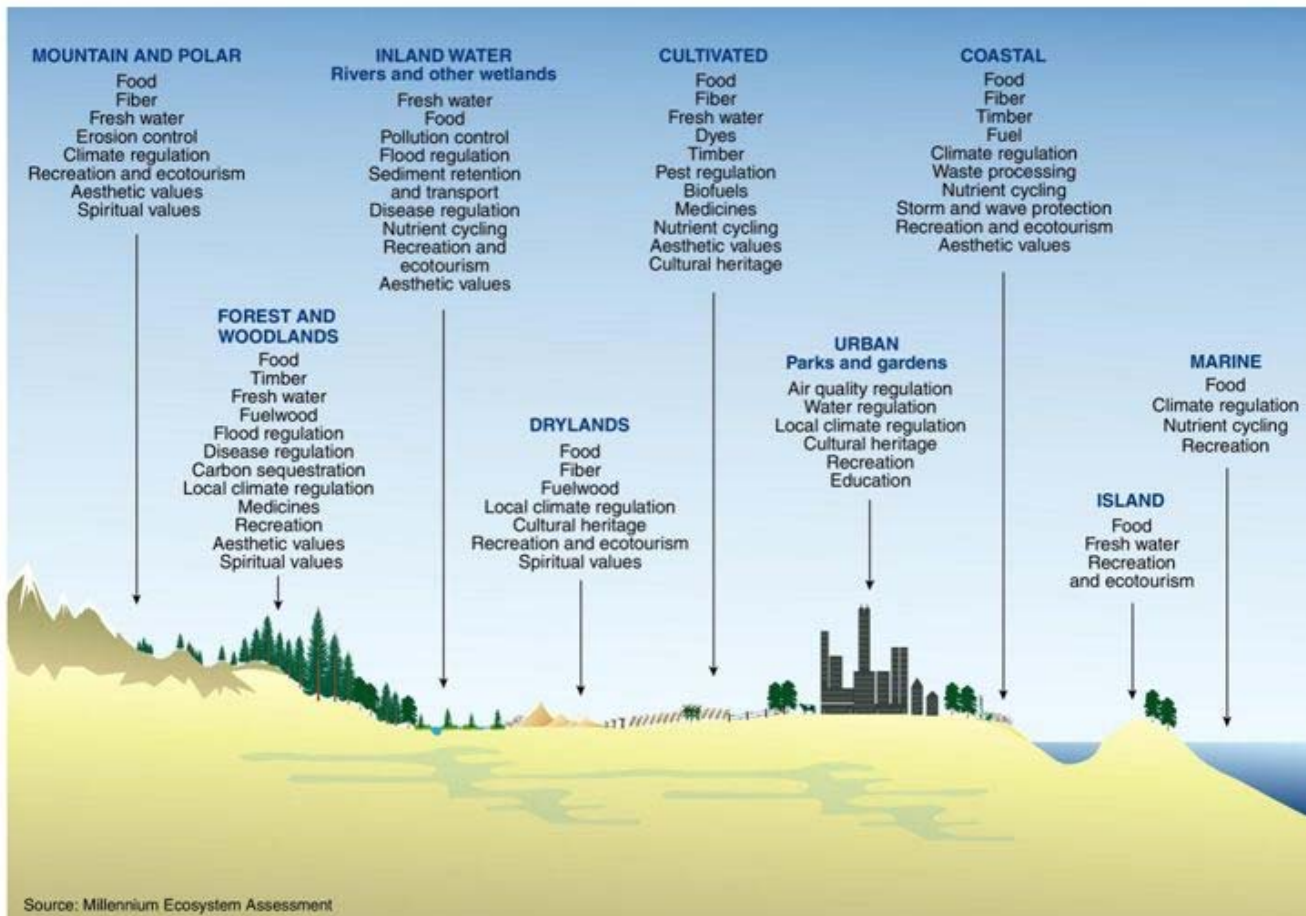 MOUNTAIN AND POLAR
Food
Fiber
Fresh water
Erosion control
Climate regulation
Recreation and ecotourism
Aesthetic values
Spiritual values
FOREST AND
WOODLANDS
Food
Timber
Fresh water
Fuelwood
Flood regulation
Disease regulation
Carbon sequestration
Local climate regulation
Medicines
Recreation
Aesthetic values
Spiritual values
INLAND WATER
Rivers and other wetlands
Fresh water
Food
Pollution control
Flood regulation
Sediment retention
and transport
Disease regulation
Nutrient cycling
Recreation and
ecotourism
Aesthetic values
DRYLANDS
Food
Fiber
Fuelwood
Local climate regulation
Cultural heritage
Recreation and ecotourism
Spiritual values
CULTIVATED
Food
Fiber
Fresh water
Dyes
Timber
Pest regulation
Biofuels
Medicines
Nutrient cycling
Aesthetic values
Cultural heritage
URBAN
Parks and gardens
Air quality regulation
Water regulation
Local climate regulation
Cultural heritage
Recreation
Education
COASTAL
Food
Fiber
Timber
Fuel
Climate regulation
Waste processing
Nutrient cycling
Storm and wave protection
Recreation and ecotourism
Aesthetic values
ISLAND
Food
Fresh water
Recreation
and ecotourism
MARINE
Food
Climate regulation
Nutrient cycling
Recreation
Source: Millennium Ecosystem Assessment